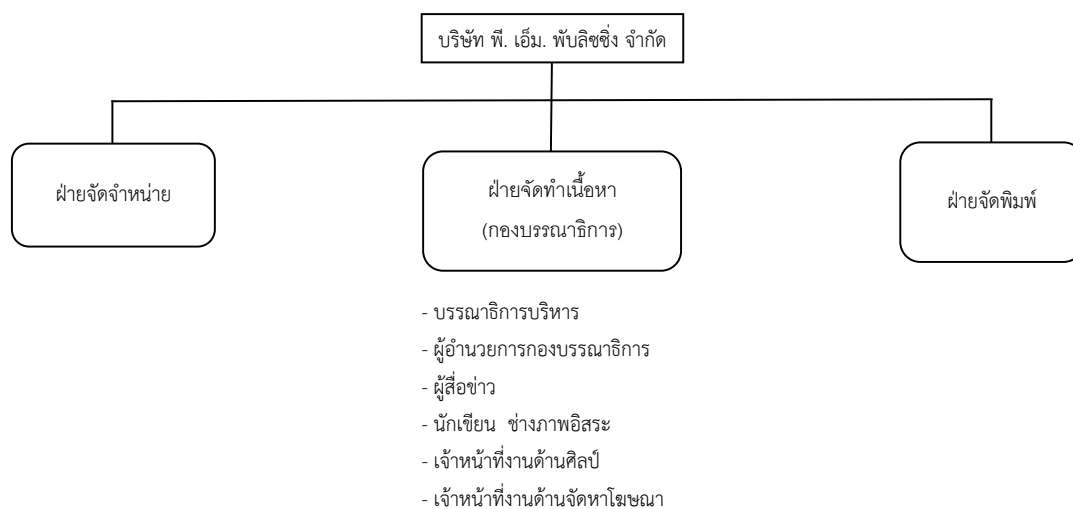 บริษัท พี. เอ็ม. พับลิซซิ่ง จำกัด
ฝ่ายจัดจำหน่าย
ฝ่ายจัดทำเนื้อหา
(กองบรรณาธิการ)
ฝ่ายจัดพิมพ์
- บรรณาธิการบริหาร
- ผู้อำนวยการกองบรรณาธิการ
- ผู้สื่อข่าว
- นักเขียน ช่างภาพอิสระ
- เจ้าหน้าที่งานด้านศิลป์
- เจ้าหน้าที่งานด้านจัดหาโฆษณา